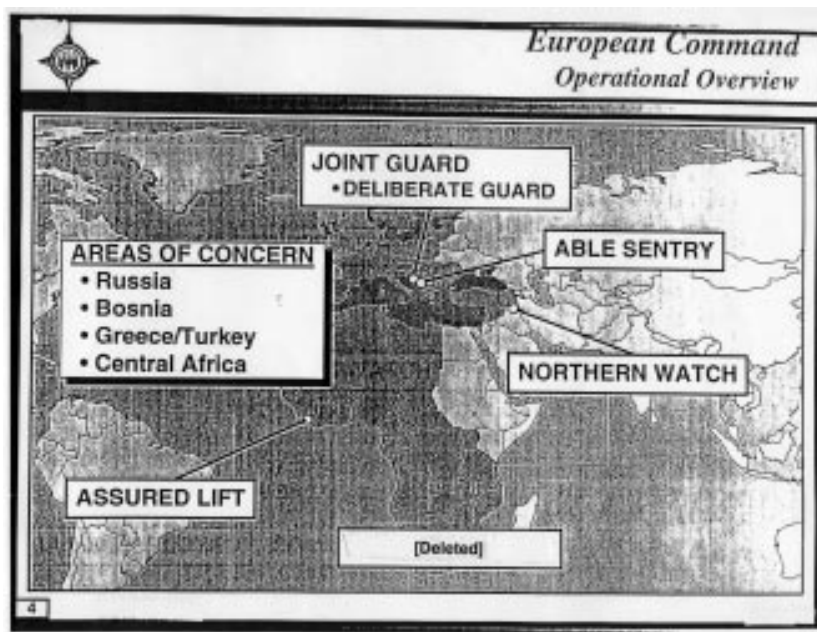 European Command
Operational Overview
JOINT GUARD
• DELIBERATE GUARD
ABLE SENTRY
AREAS OF CONCERN
• Russia
• Bosnia
• Greece/Turkey
• Central Africa
NORTHERN WATCH
ASSURED LIFT
[Deleted]
4